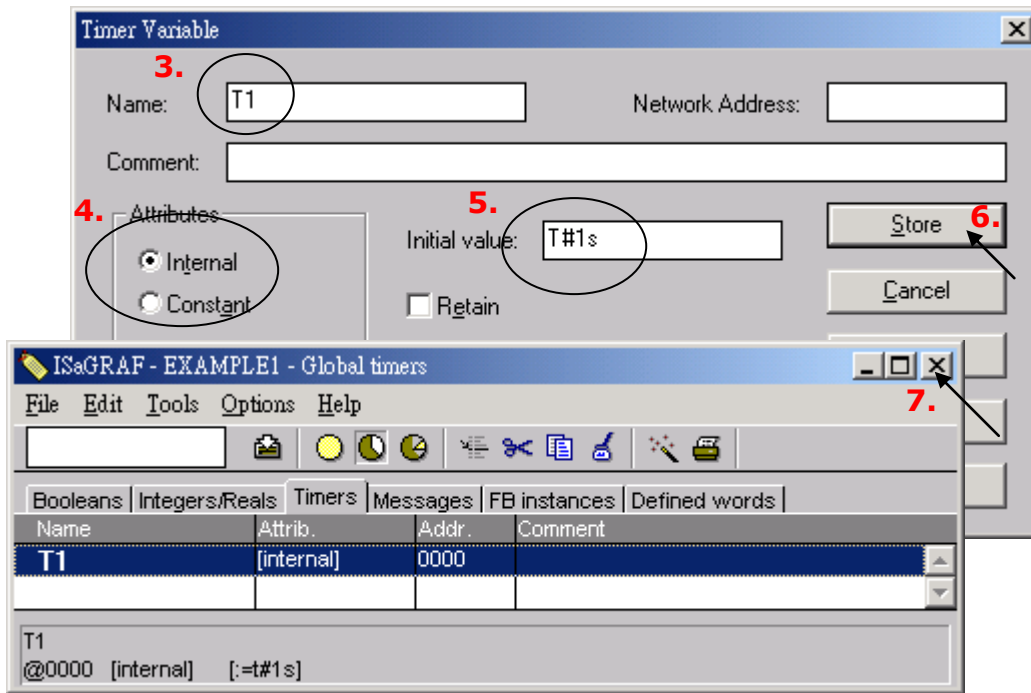 Timer Variable
3.
Name: T1 Network Address:
Comment:
4. Attributes
5.
Initial value: T#1s
Store 6.
Internal
Constant
Retain
Cancel
ISaGRAF - EXAMPLE1 - Global timers
7.
File Edit Tools Options Help
Booleans Integers/Reals Timers Messages FB instances Defined words
Name Attrib. Addr. Comment
T1 [internal] 0000
T1
@0000 [internal] [:=t#1s]